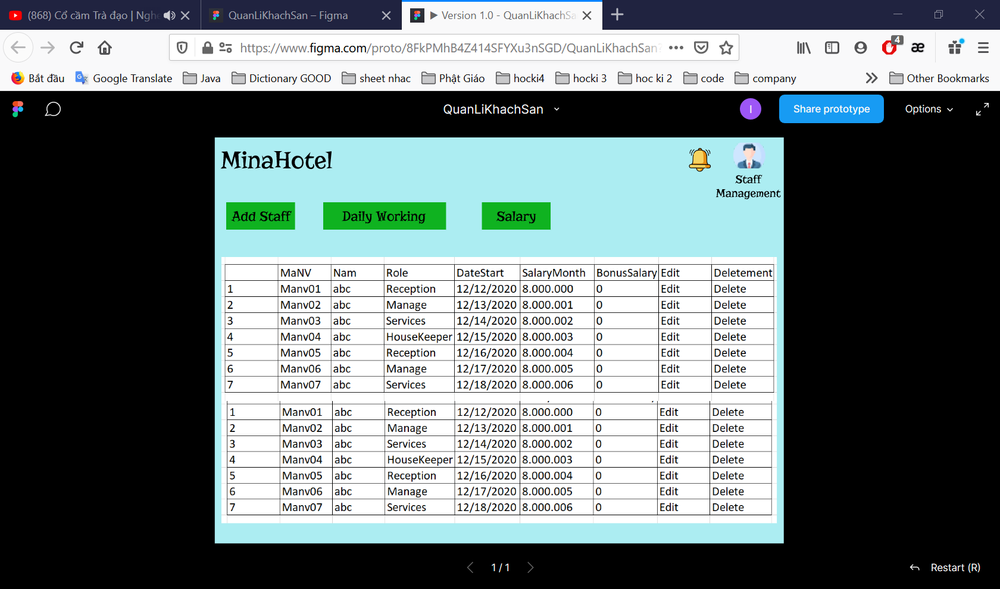 (868) Cổ cầm Trà đạo | Nghe
QuanLiKhachSan – Figma
Version 1.0 - QuanLiKhachSa
https://www.figma.com/proto/8FkPMhB4Z414SFYXu3nSGD/QuanLiKhachSan?
4
æ
Bắt đầu
Google Translate
Java
Dictionary GOOD
sheet nhac
Phật Giáo
hocki4
hocki 3
hoc ki 2
code
company
Other Bookmarks
QuanLiKhachSan
I
Share prototype
Options
MinaHotel
Staff
Management
Add Staff
Daily Working
Salary
MaNV Nam Role DateStart SalaryMonth BonusSalary Edit Deletement
1 Manv01 abc Reception 12/12/2020 8.000.000 0 Edit Delete
2 Manv02 abc Manage 12/13/2020 8.000.001 0 Edit Delete
3 Manv03 abc Services 12/14/2020 8.000.002 0 Edit Delete
4 Manv04 abc HouseKeeper 12/15/2020 8.000.003 0 Edit Delete
5 Manv05 abc Reception 12/16/2020 8.000.004 0 Edit Delete
6 Manv06 abc Manage 12/17/2020 8.000.005 0 Edit Delete
7 Manv07 abc Services 12/18/2020 8.000.006 0 Edit Delete
1 Manv01 abc Reception 12/12/2020 8.000.000 0 Edit Delete
2 Manv02 abc Manage 12/13/2020 8.000.001 0 Edit Delete
3 Manv03 abc Services 12/14/2020 8.000.002 0 Edit Delete
4 Manv04 abc HouseKeeper 12/15/2020 8.000.003 0 Edit Delete
5 Manv05 abc Reception 12/16/2020 8.000.004 0 Edit Delete
6 Manv06 abc Manage 12/17/2020 8.000.005 0 Edit Delete
7 Manv07 abc Services 12/18/2020 8.000.006 0 Edit Delete
1 / 1
Restart (R)